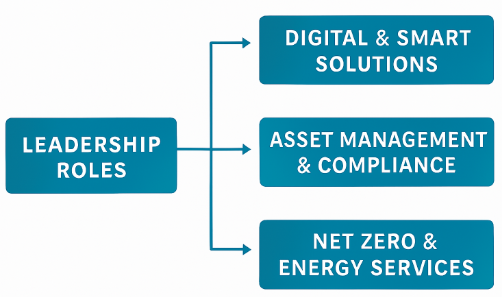 LEADERSHIP
ROLES
DIGITAL & SMART
SOLUTIONS
ASSET MANAGEMENT
& COMPLIANCE
NET ZERO &
ENERGY SERVICES